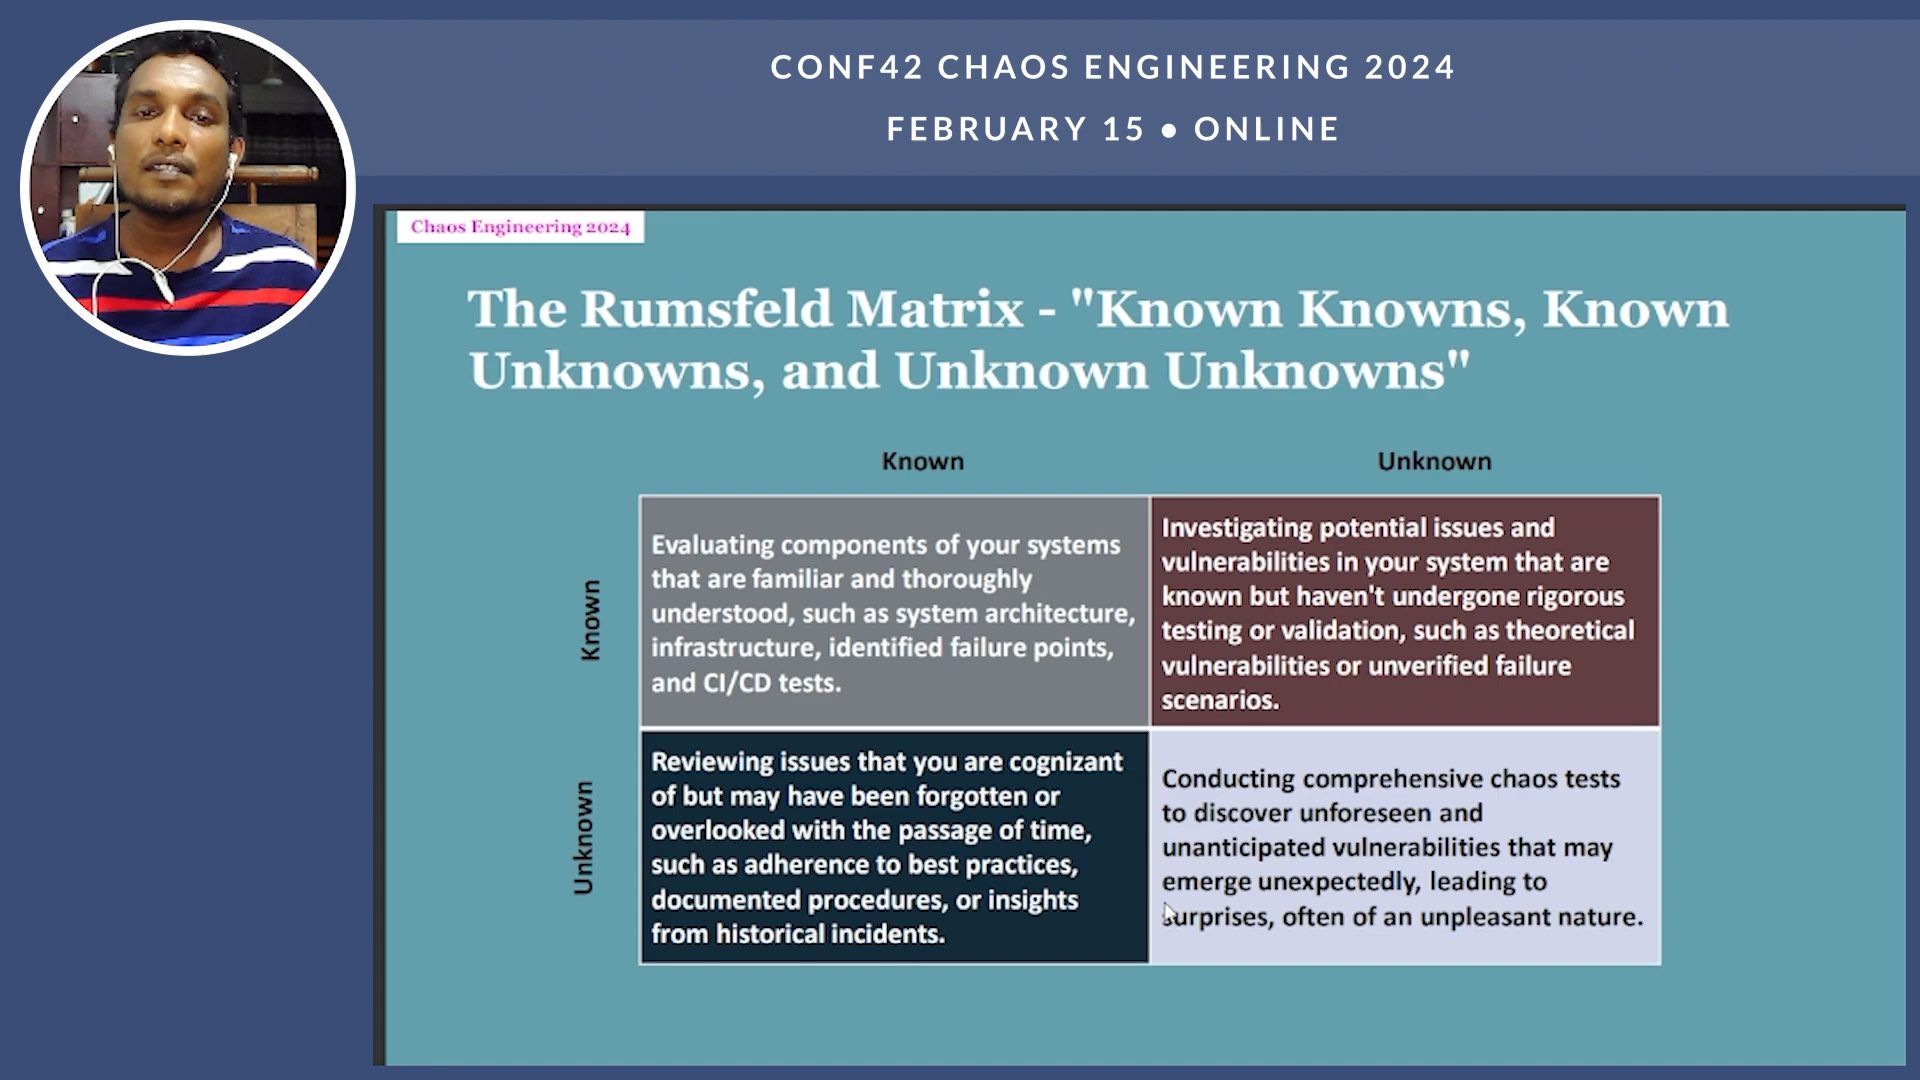 CONF42 CHAOS ENGINEERING 2024
FEBRUARY 15 • ONLINE
Chaos Engineering 2024
The Rumsfeld Matrix - "Known Knowns, Known
Unknowns, and Unknown Unknowns"
Known
Unknown
Known
Evaluating components of your systems
that are familiar and thoroughly
understood, such as system architecture,
infrastructure, identified failure points,
and CI/CD tests.
Investigating potential issues and
vulnerabilities in your system that are
known but haven't undergone rigorous
testing or validation, such as theoretical
vulnerabilities or unverified failure
scenarios.
Unknown
Reviewing issues that you are cognizant
of but may have been forgotten or
overlooked with the passage of time,
such as adherence to best practices,
documented procedures, or insights
from historical incidents.
Conducting comprehensive chaos tests
to discover unforeseen and
unanticipated vulnerabilities that may
emerge unexpectedly, leading to
surprises, often of an unpleasant nature.